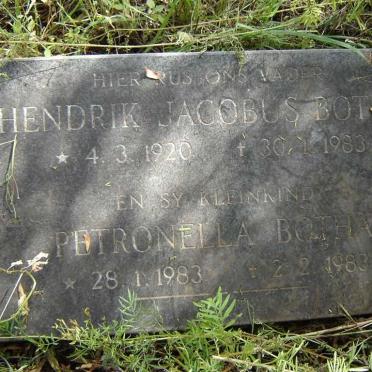 HIER RUS ONS VADER
HENDRIK JACOBUS BOTHA
* 4.3.1920 + 30.1.1983
EN SY KLEINKIND
PETRONELLA BOTHA
* 28.1.1983 + 2.2.1983